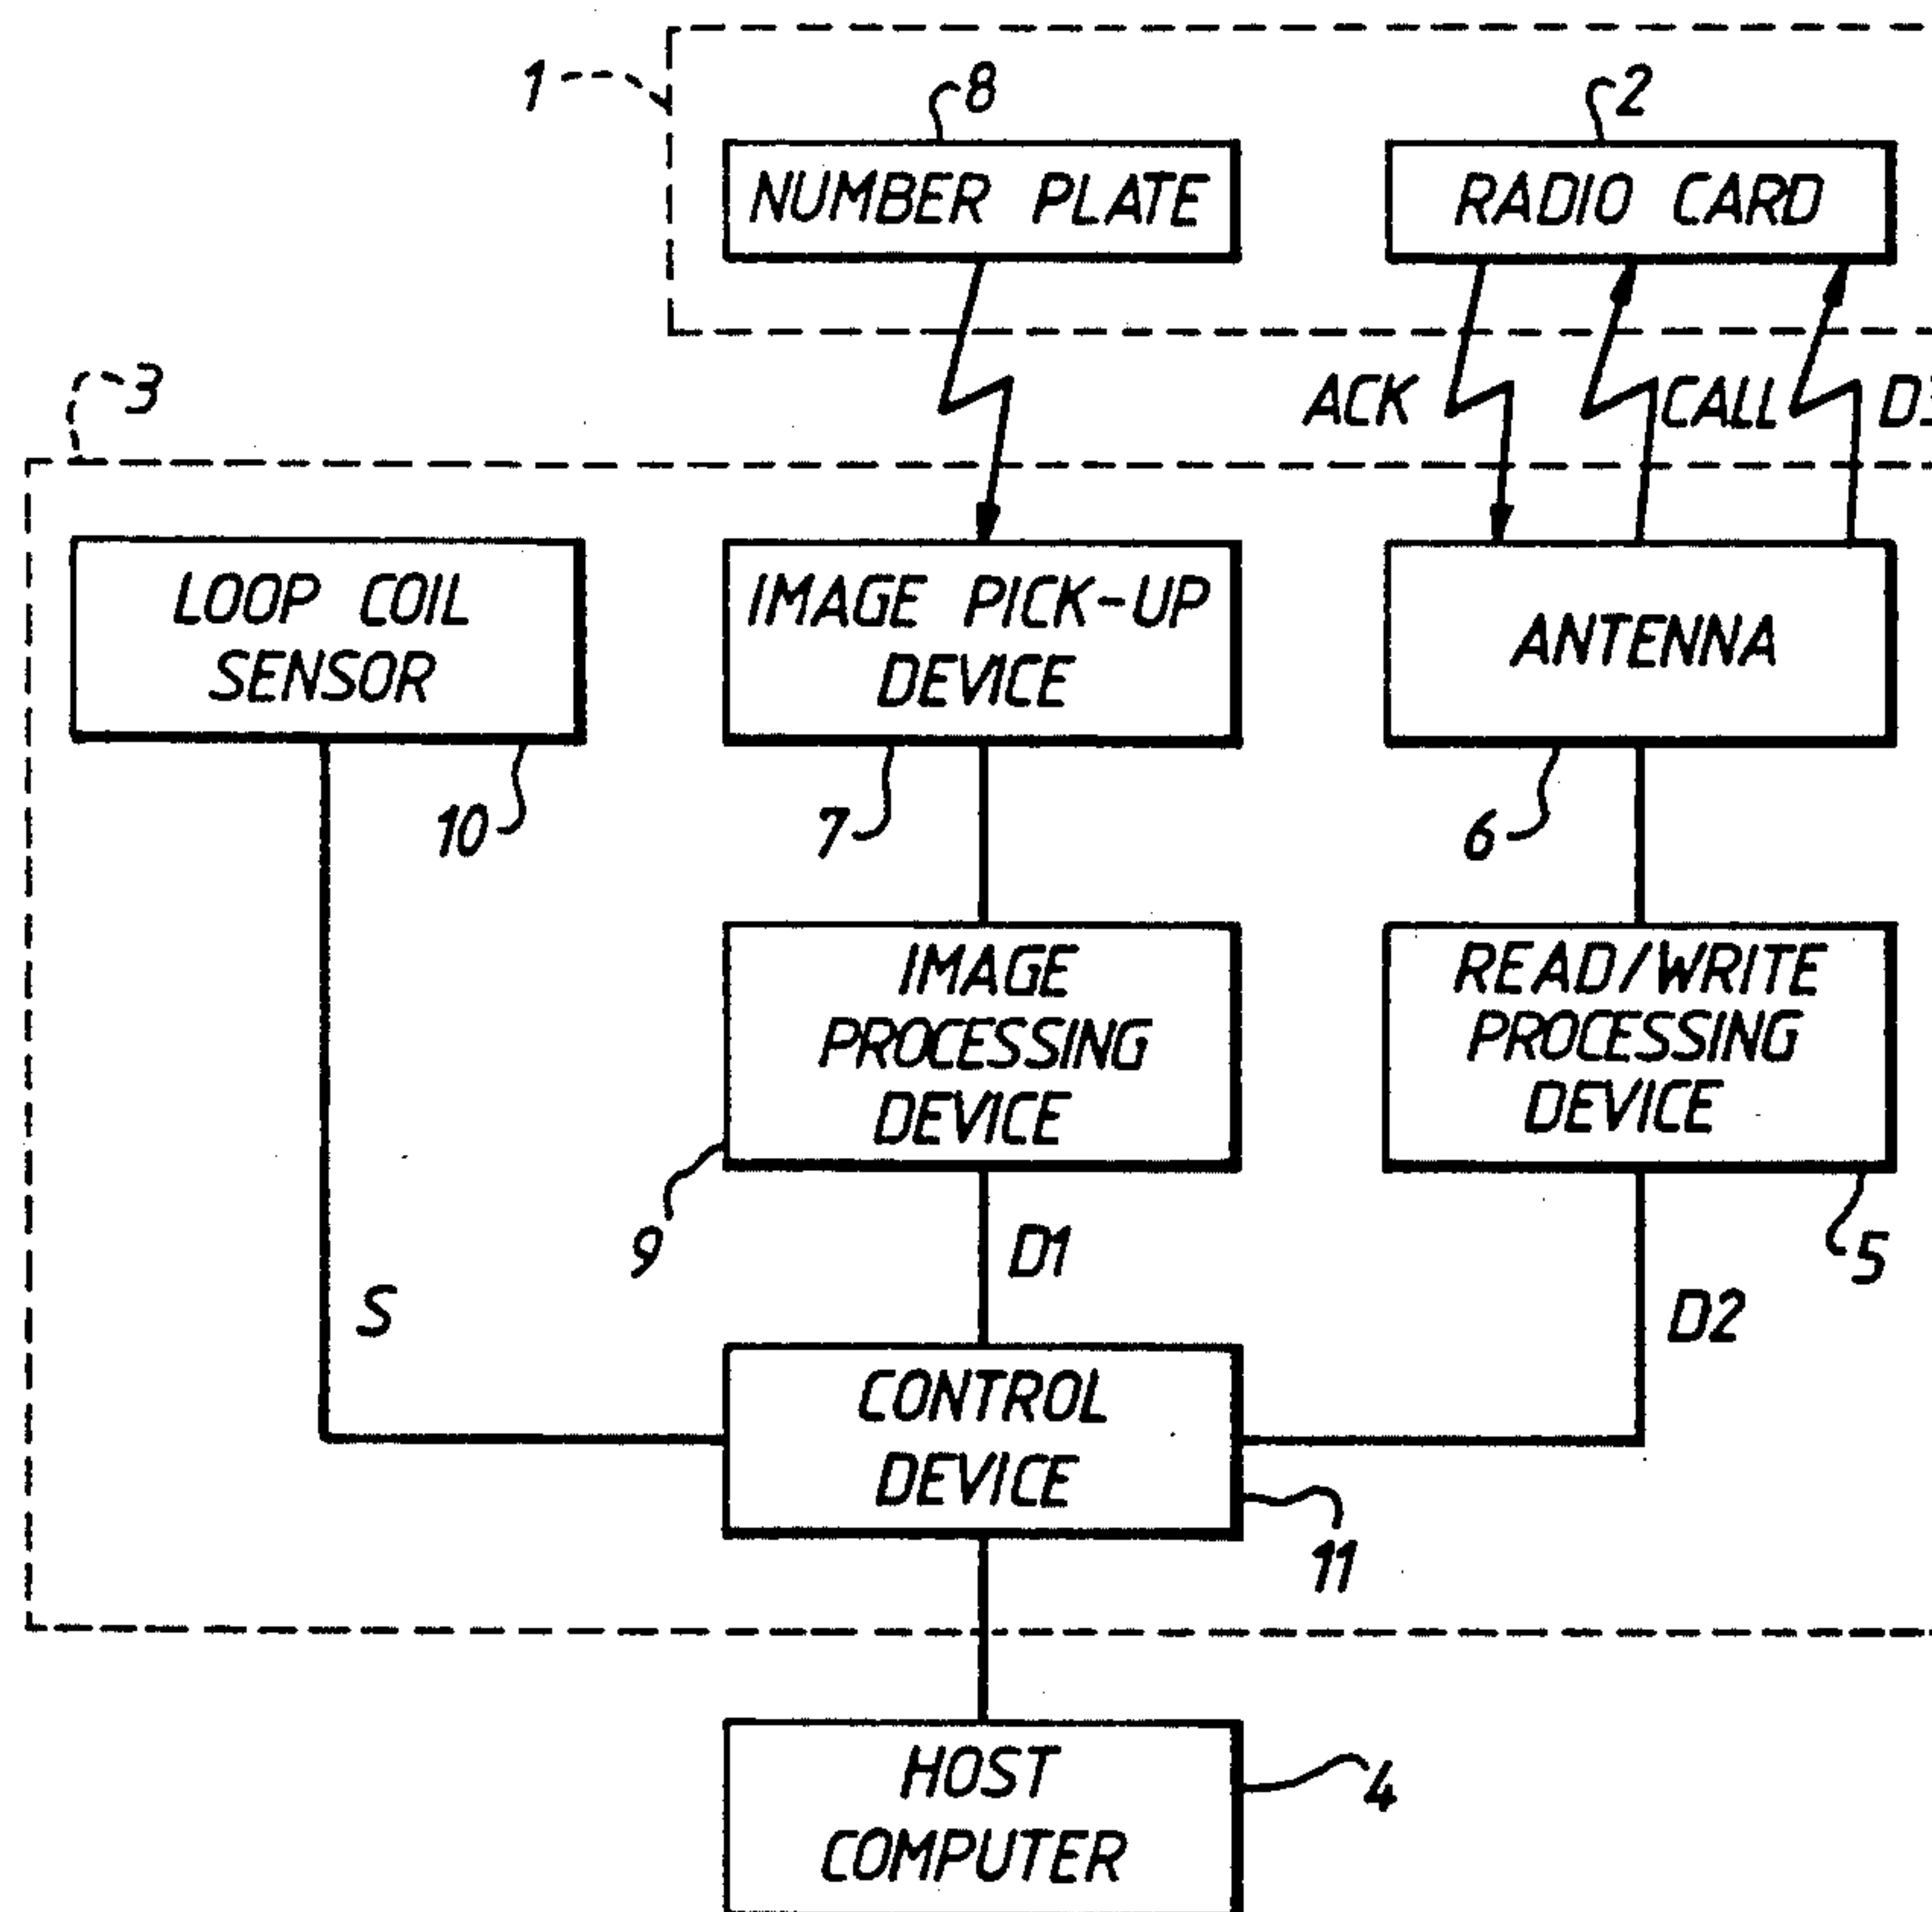 1
8
2
NUMBER PLATE
RADIO CARD
3
ACK
CALL
LOOP COIL
SENSOR
IMAGE PICK-UP
DEVICE
ANTENNA
10
7
6
IMAGE
PROCESSING
DEVICE
READ/WRITE
PROCESSING
DEVICE
9
D1
5
S
D2
CONTROL
DEVICE
11
HOST
COMPUTER
4